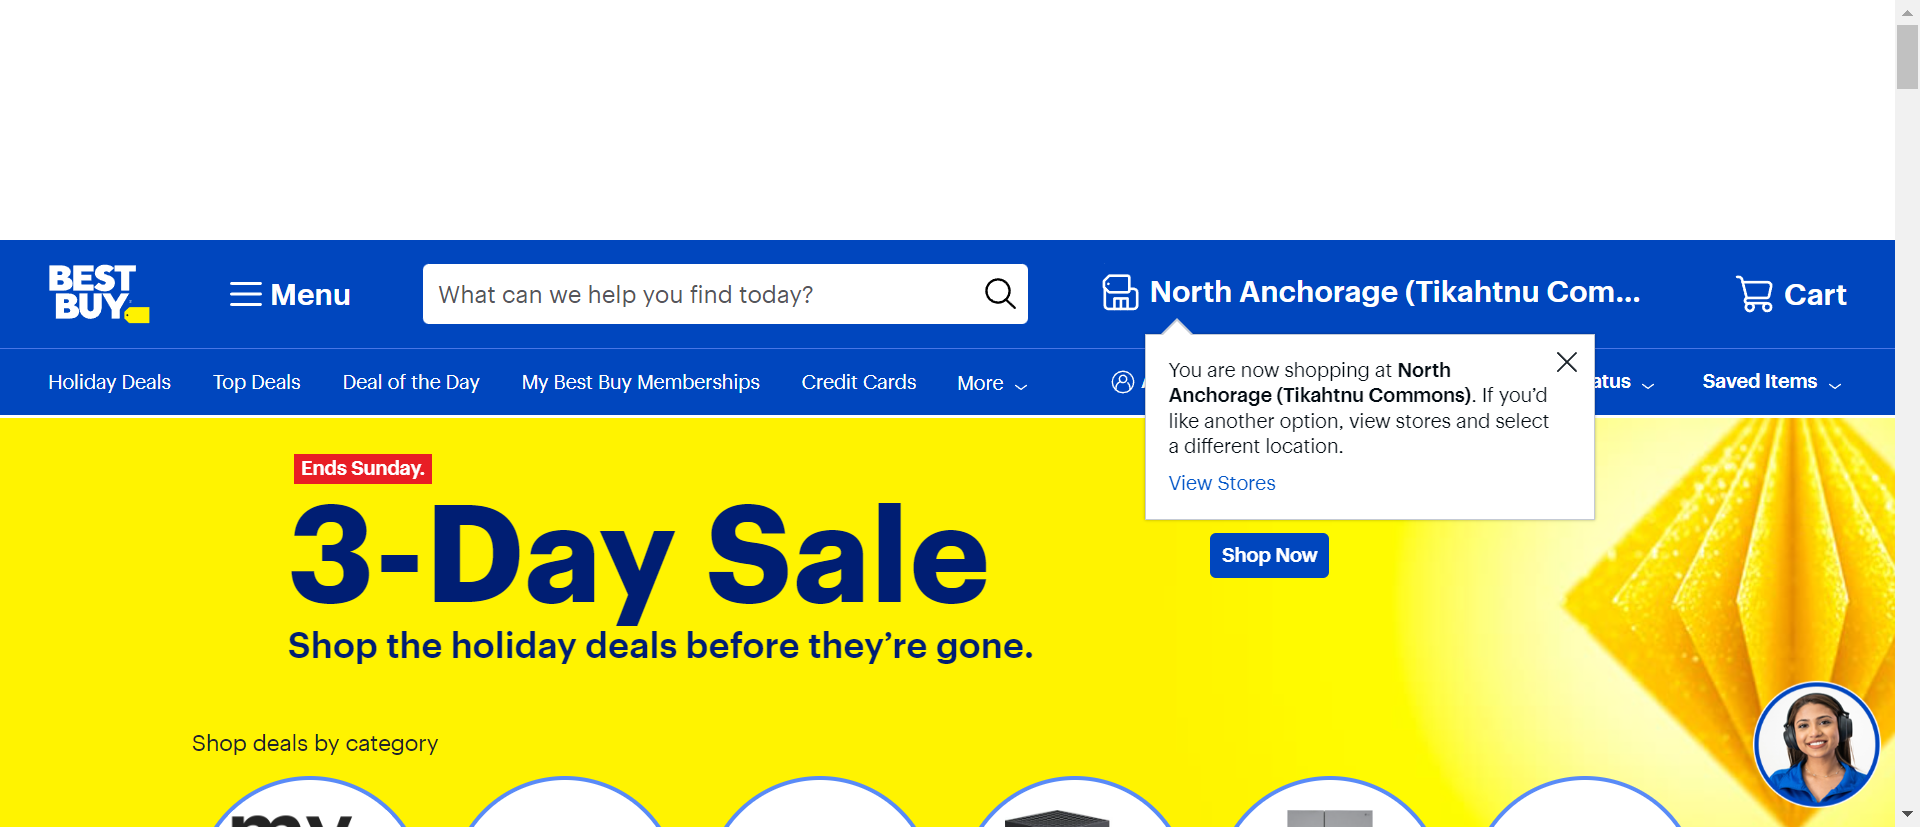 BEST
BUY
Menu
What can we help you find today?
North Anchorage (Tikahtnu Com...
Cart
Holiday Deals
Top Deals
Deal of the Day
My Best Buy Memberships
Credit Cards
More
atus
Saved Items
You are now shopping at North
Anchorage (Tikahtnu Commons). If you’d
like another option, view stores and select
a different location.
View Stores
Ends Sunday.
3-Day Sale
Shop the holiday deals before they’re gone.
Shop Now
Shop deals by category
my